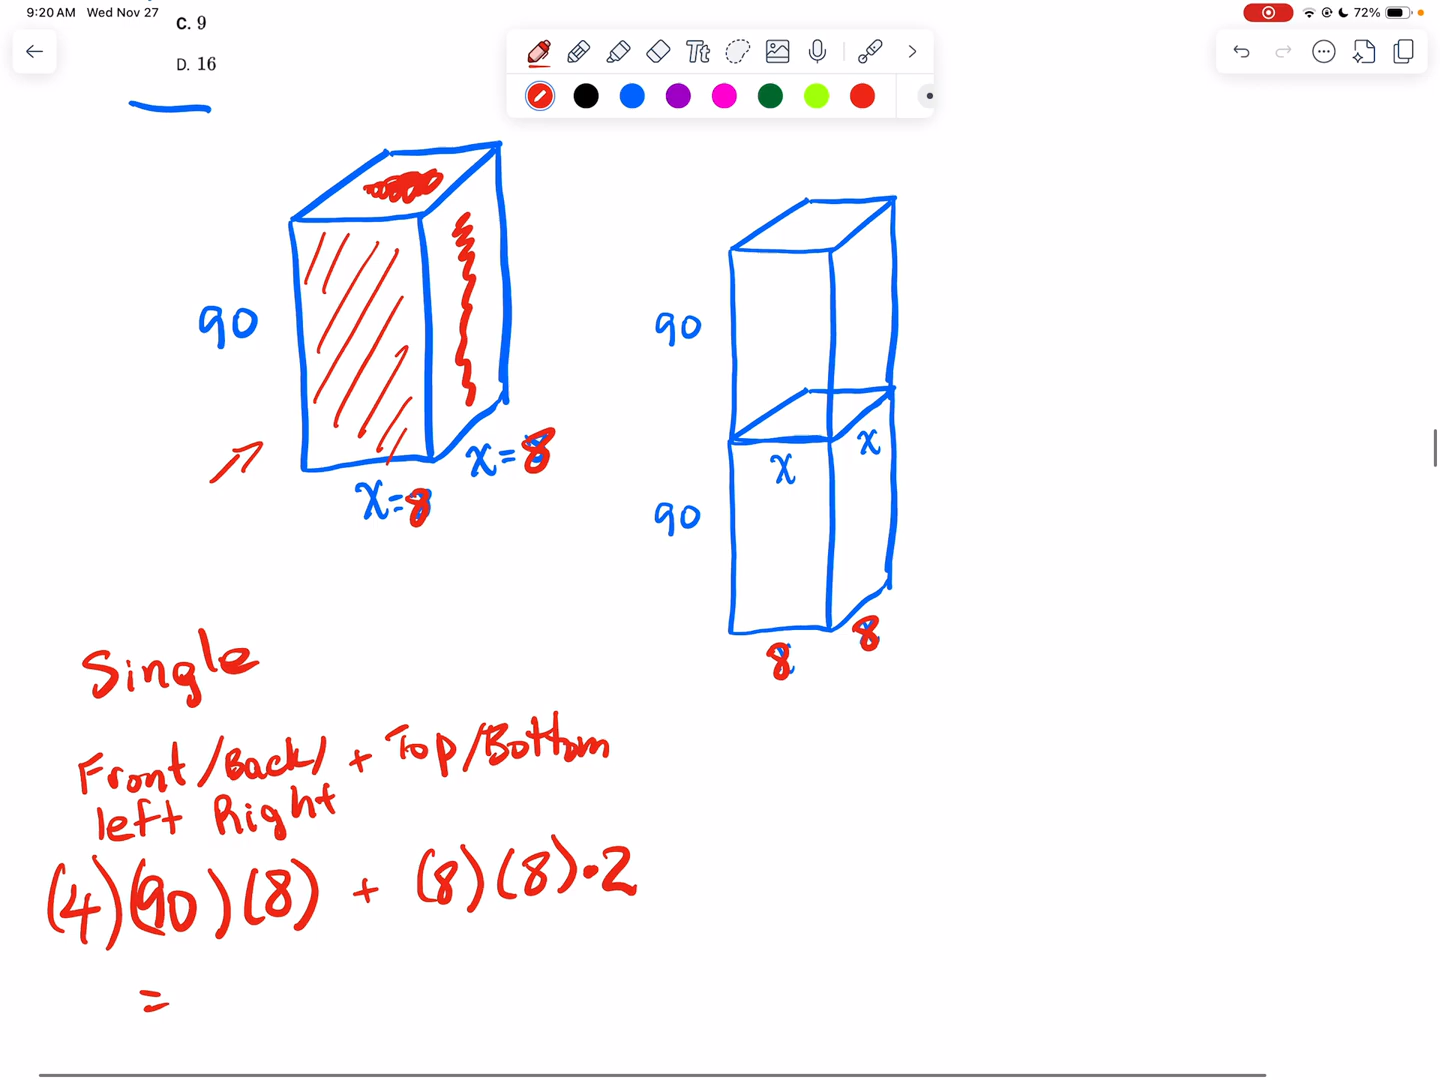 9:20 AM Wed Nov 27
72%
C. 9
D. 16
Tt
90
x=8
x=8
90
x
x
90
8
8
Single
Front/Back/ + Top/Bottom
left Right
(4)(90)(8) + (8)(8)·2
=